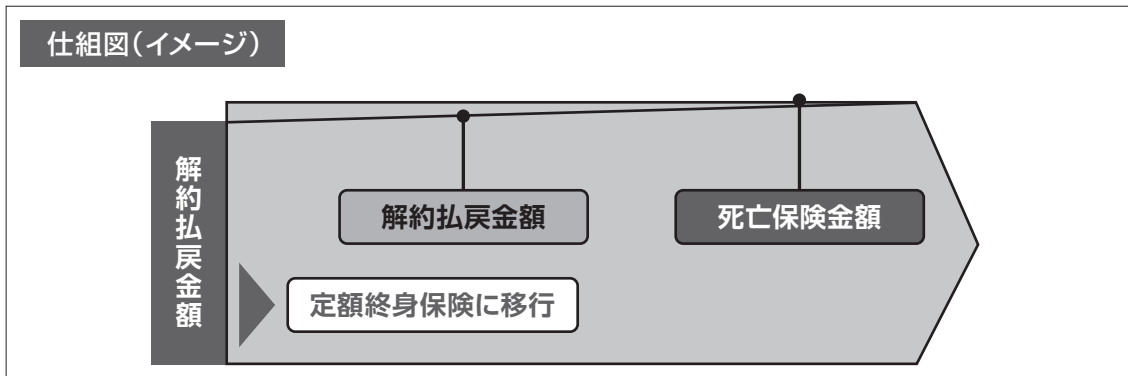 仕組図（イメージ）
解約払戻金額
解約払戻金額
死亡保険金額
定額終身保険に移行